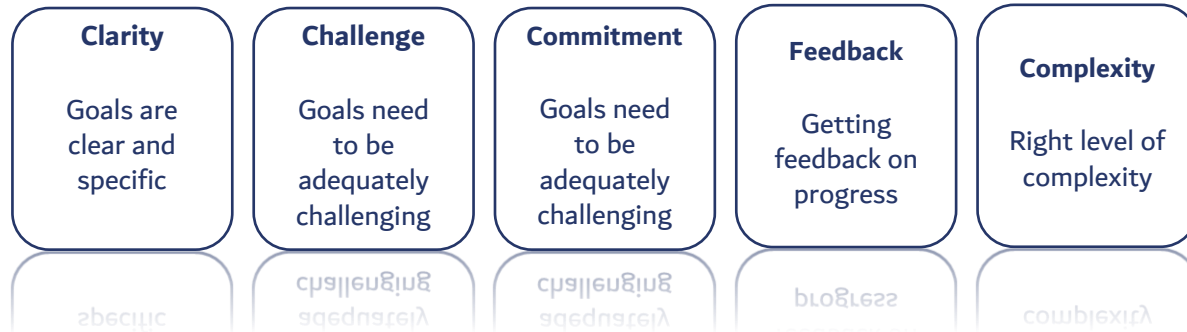 Clarity
Goals are
clear and
specific
Challenge
Goals need
to be
adequately
challenging
Commitment
Goals need
to be
adequately
challenging
Feedback
Getting
feedback on
progress
Complexity
Right level of
complexity